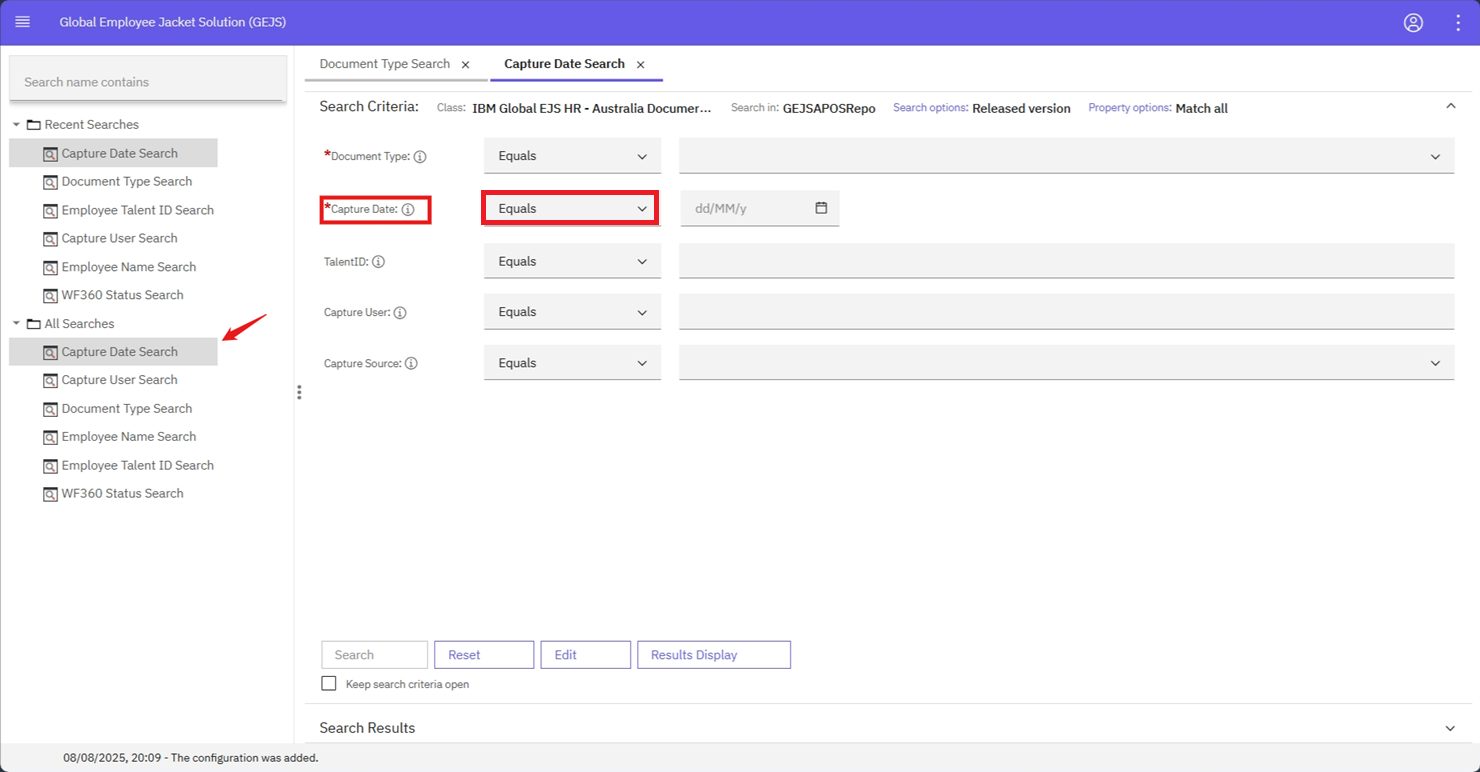 Global Employee Jacket Solution (GEJS)
Search name contains
Recent Searches
Capture Date Search
Document Type Search
Employee Talent ID Search
Capture User Search
Employee Name Search
WF360 Status Search
All Searches
Capture Date Search
Capture User Search
Document Type Search
Employee Name Search
Employee Talent ID Search
WF360 Status Search
Document Type Search Capture Date Search
Search Criteria: Class: IBM Global EJS HR - Australia Documer... Search in: GEJSAPOSRepo Search options: Released version Property options: Match all
*Document Type: Equals
*Capture Date: Equals dd/MM/y
TalentID: Equals
Capture User: Equals
Capture Source: Equals
Search Reset Edit Results Display
Keep search criteria open
Search Results
08/08/2025, 20:09 - The configuration was added.